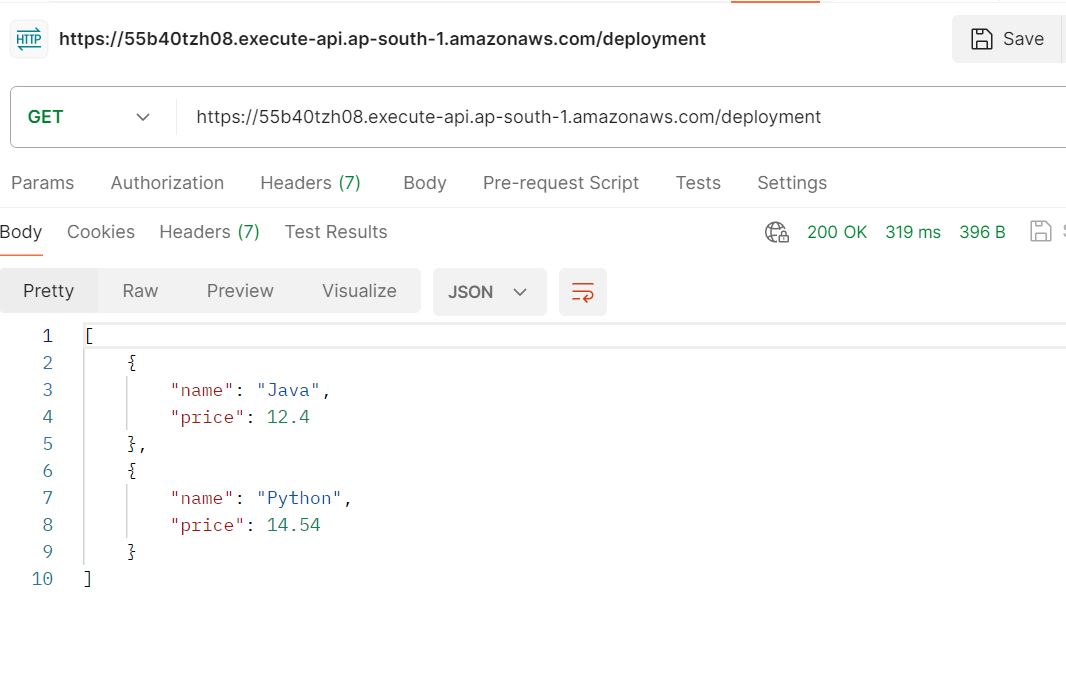 HTTP https://55b40tzh08.execute-api.ap-south-1.amazonaws.com/deployment Save
GET https://55b40tzh08.execute-api.ap-south-1.amazonaws.com/deployment
Params Authorization Headers (7) Body Pre-request Script Tests Settings
Body Cookies Headers (7) Test Results 200 OK 319 ms 396 B
Pretty Raw Preview Visualize JSON
1 [
2 {
3 "name": "Java",
4 "price": 12.4
5 },
6 {
7 "name": "Python",
8 "price": 14.54
9 }
10 ]